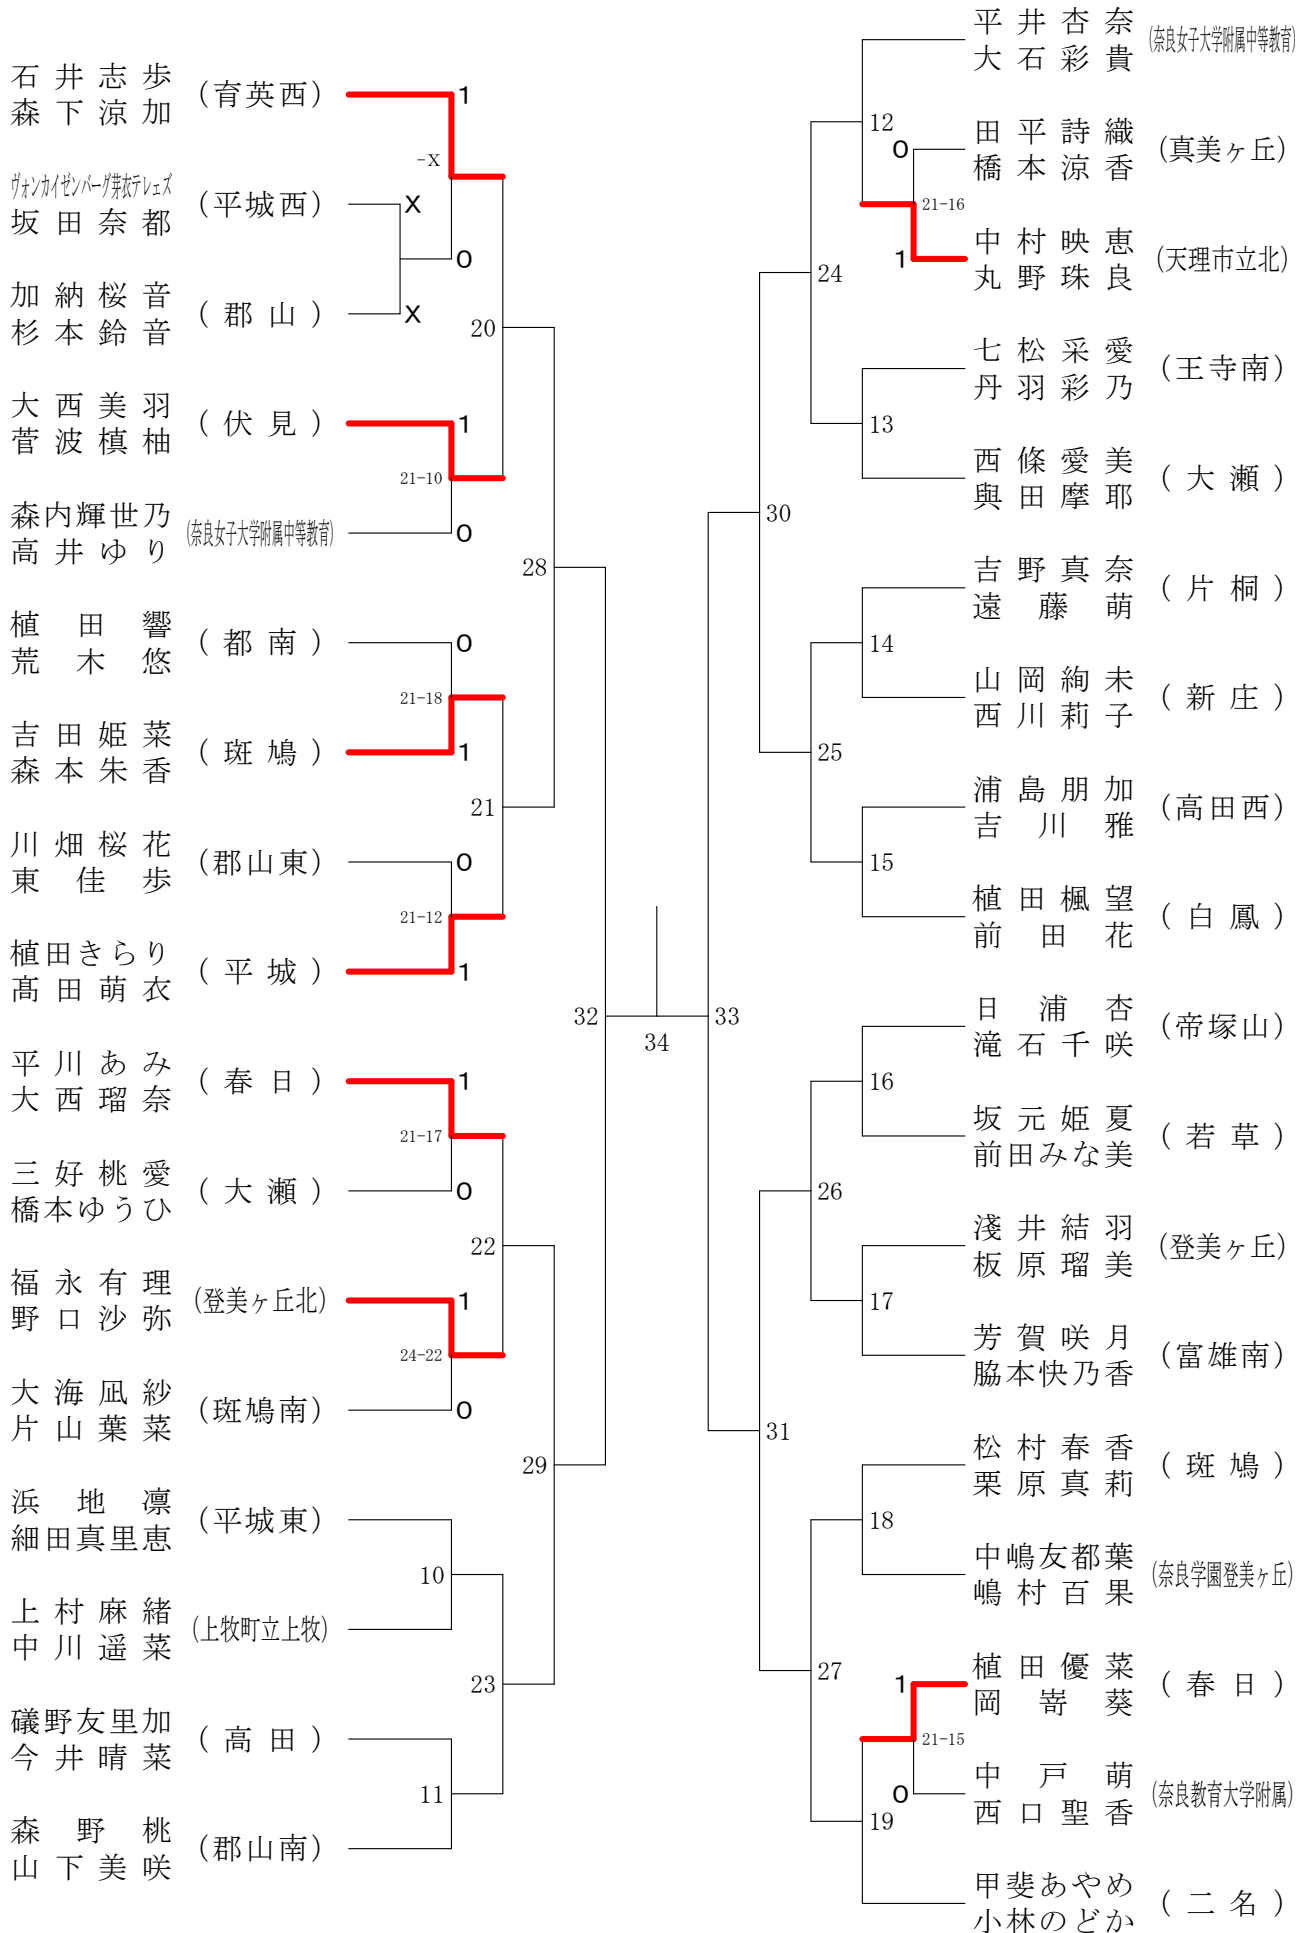 石井志歩
森下涼加
(育英西)
1
-X
ヴォンカイゼンバーグ芽衣テレェズ
坂田奈都
(平城西)
X
0
加納桜音
杉本鈴音
(郡山)
X
20
大西美羽
菅波槙柚
(伏見)
1
21-10
森内輝世乃
高井ゆり
(奈良女子大学附属中等教育)
0
28
植田響
荒木悠
(都南)
0
21-18
吉田姫菜
森本朱香
(斑鳩)
1
21
川畑桜花
東佳歩
(郡山東)
0
21-12
植田きらり
髙田萌衣
(平城)
1
32
34
33
平川あみ
大西瑠奈
(春日)
1
21-17
三好桃愛
橋本ゆうひ
(大瀬)
0
22
福永有理
野口沙弥
(登美ヶ丘北)
1
24-22
大海凪紗
片山葉菜
(斑鳩南)
0
29
浜地凛
細田真里恵
(平城東)
10
上村麻緒
中川遥菜
(上牧町立上牧)
23
礒野友里加
今井晴菜
(高田)
11
森野桃
山下美咲
(郡山南)
平井杏奈
大石彩貴
(奈良女子大学附属中等教育)
12
田平詩織
橋本涼香
(真美ヶ丘)
0
21-16
中村映恵
丸野珠良
(天理市立北)
1
24
七松采愛
丹羽彩乃
(王寺南)
13
西條愛美
與田摩耶
(大瀬)
30
吉野真奈
遠藤萌
(片桐)
14
山岡絢未
西川莉子
(新庄)
25
浦島朋加
吉川雅
(高田西)
15
植田楓望
前田花
(白鳳)
日浦杏
滝石千咲
(帝塚山)
16
坂元姫夏
前田みな美
(若草)
26
淺井結羽
板原瑠美
(登美ヶ丘)
17
芳賀咲月
脇本快乃香
(富雄南)
31
松村春香
栗原真莉
(斑鳩)
18
中嶋友都葉
嶋村百果
(奈良学園登美ヶ丘)
27
植田優菜
岡嵜葵
(春日)
1
21-15
中戸萌
西口聖香
(奈良教育大学附属)
0
19
甲斐あやめ
小林のどか
(二名)